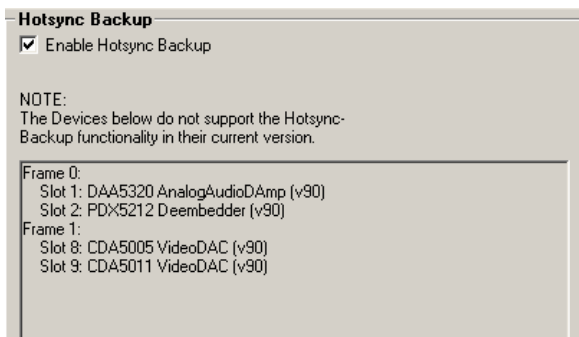 Hotsync Backup
Enable Hotsync Backup
NOTE:
The Devices below do not support the Hotsync-
Backup functionality in their current version.
Frame 0:
Slot 1: DAA5320 AnalogAudioDAmp (v90)
Slot 2: PDX5212 Deembedder (v90)
Frame 1:
Slot 8: CDA5005 VideoDAC (v90)
Slot 9: CDA5011 VideoDAC (v90)